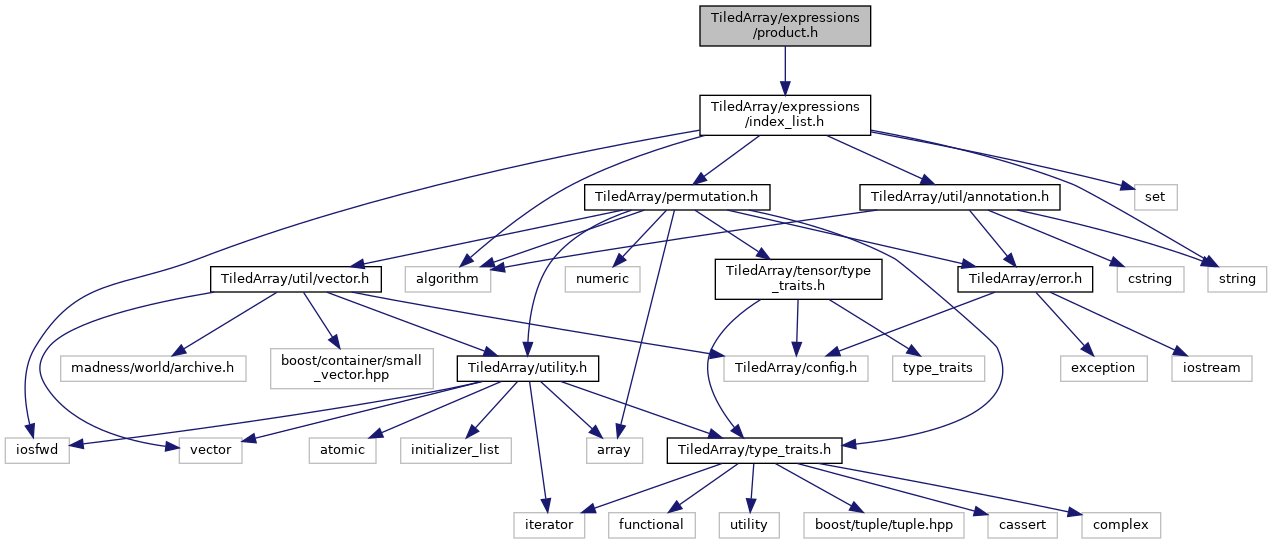 TiledArray/expressions
/product.h
TiledArray/expressions
/index_list.h
TiledArray/permutation.h
TiledArray/util/annotation.h
set
TiledArray/util/vector.h
algorithm
numeric
TiledArray/tensor/type
_traits.h
TiledArray/error.h
cstring
string
madness/world/archive.h
boost/container/small
_vector.hpp
TiledArray/utility.h
TiledArray/config.h
type_traits
exception
iostream
iosfwd
vector
atomic
initializer_list
array
TiledArray/type_traits.h
iterator
functional
utility
boost/tuple/tuple.hpp
cassert
complex